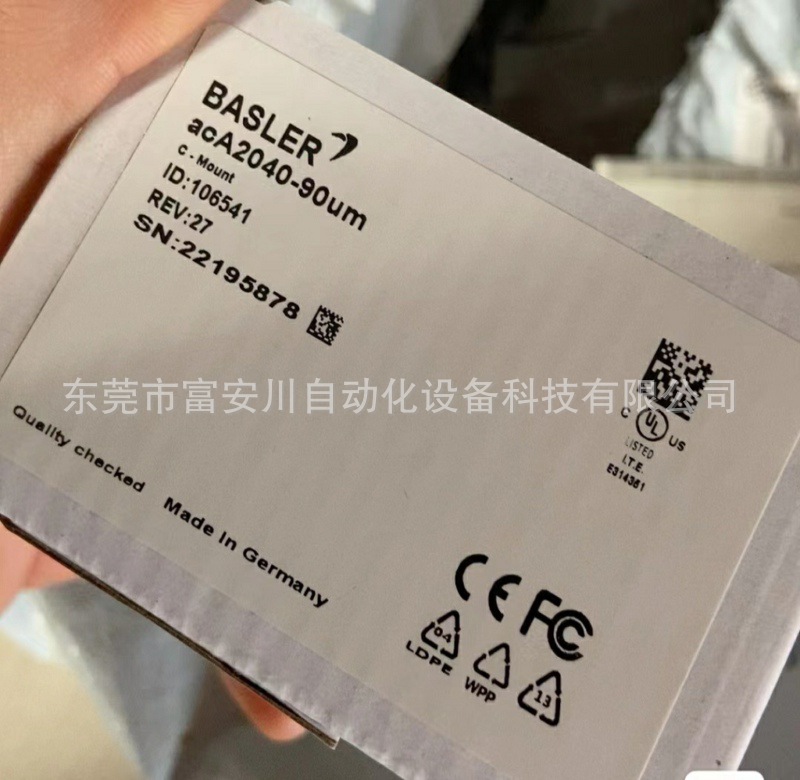 BASLER
acA2040-90um
C - Mount
ID:106541
REV:27
SN:22195878
东莞市富安川自动化设备科技有限公司
C UL US
LISTED
I.T.E.
E314361
Quality checked
Made in Germany
CE FC
04
LDPE
WPP
13